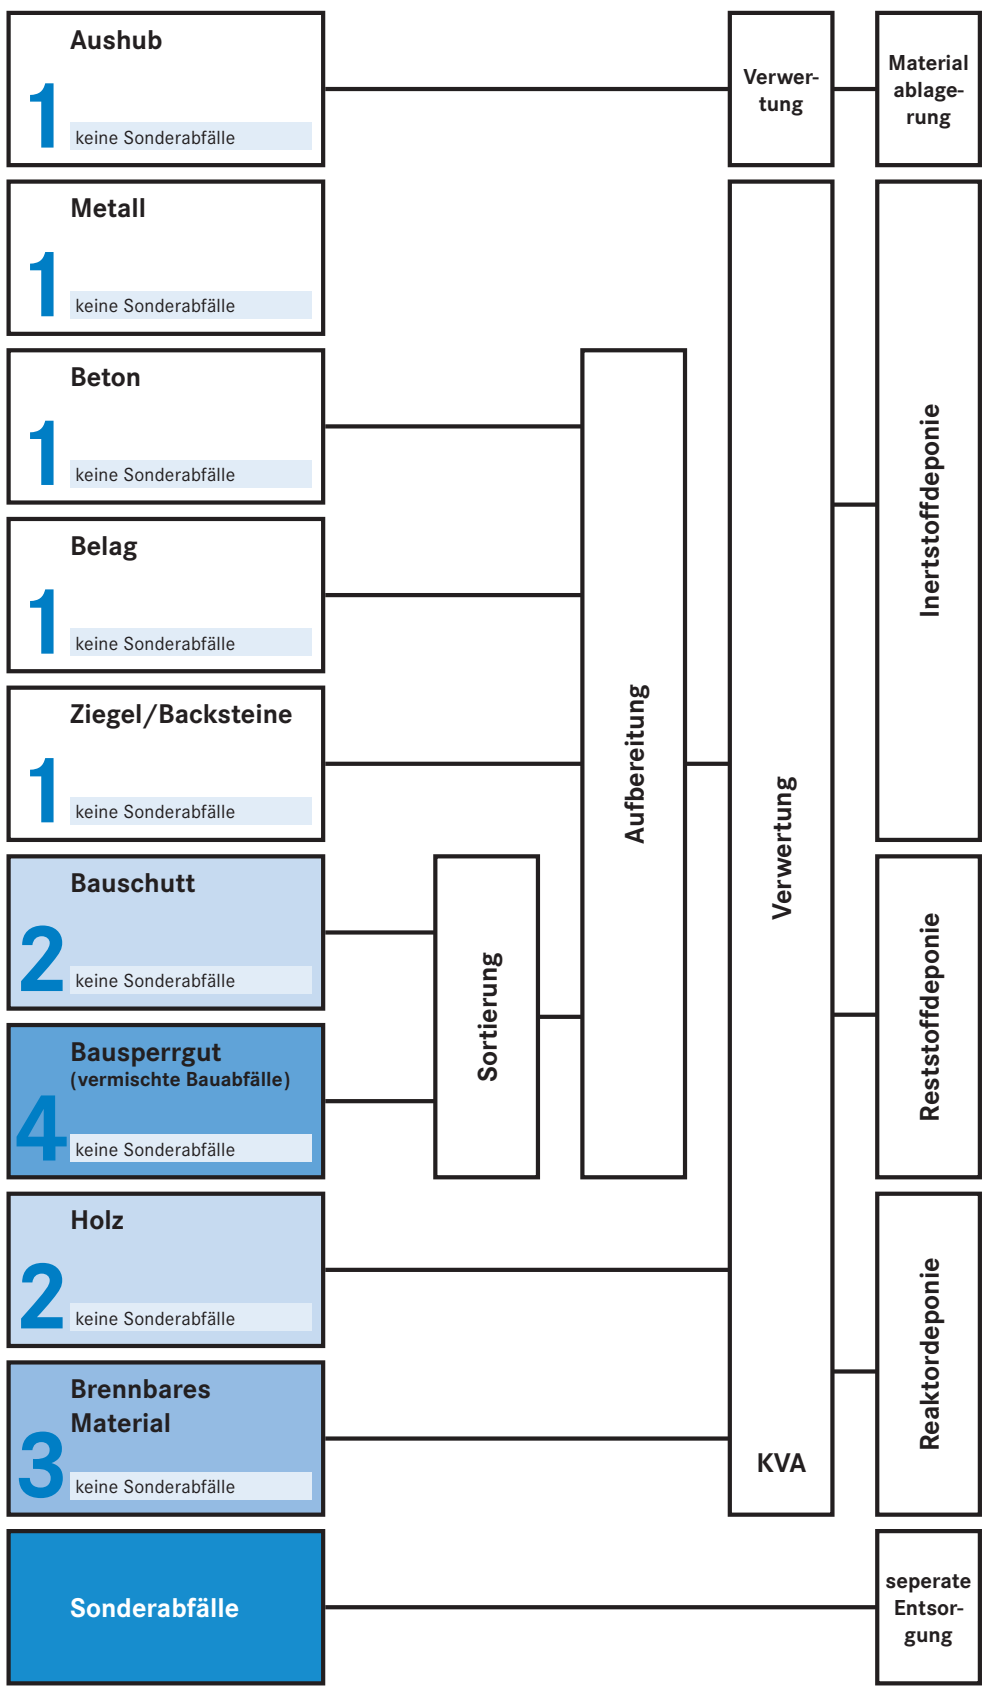 Aushub
1
keine Sonderabfälle
Verwer-
tung
Material
ablage-
rung
Metall
1
keine Sonderabfälle
Beton
1
keine Sonderabfälle
Belag
1
keine Sonderabfälle
Ziegel/Backsteine
1
keine Sonderabfälle
Bauschutt
2
keine Sonderabfälle
Bausperrgut
(vermischte Bauabfälle)
4
keine Sonderabfälle
Holz
2
keine Sonderabfälle
Brennbares
Material
3
keine Sonderabfälle
Sonderabfälle
Sortierung
Aufbereitung
Verwertung
KVA
Inertstoffdeponie
Reststoffdeponie
Reaktordeponie
seperate
Entsor-
gung